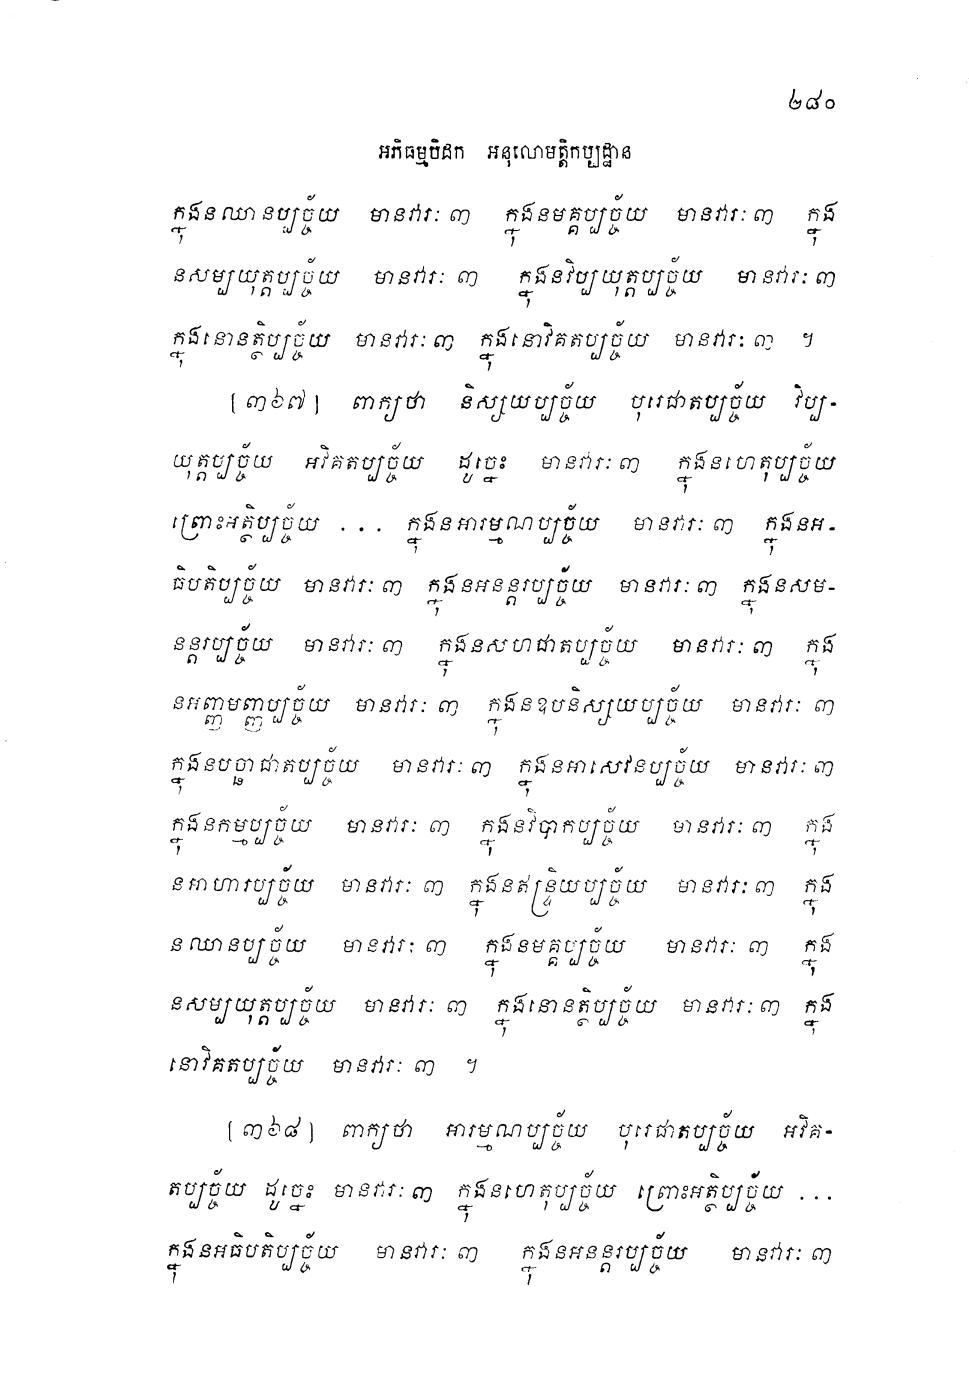 ២៨០
អភិធម្មបិដក អនុលោមត្តិកប្បដ្ឋាន
ក្នុងនឈានប្បច្ច័យ មានវារៈ ៣ ក្នុងនមគ្គប្បច្ច័យ មានវារៈ ៣ ក្នុង
នសម្បយុត្តប្បច្ច័យ មានវារៈ ៣ ក្នុងនវិប្បយុត្តប្បច្ច័យ មានវារៈ ៣
ក្នុងនោនត្ថិប្បច្ច័យ មានវារៈ ៣ ក្នុងនោវិគតប្បច្ច័យ មានវារៈ ៣ ។
[៣៦៧] ពាក្យថា និស្សយប្បច្ច័យ បុរេជាតប្បច្ច័យ វិប្ប-
យុត្តប្បច្ច័យ អវិគតប្បច្ច័យ ដូច្នេះ មានវារៈ ៣ ក្នុងនហេតុប្បច្ច័យ
ព្រោះអត្ថិប្បច្ច័យ ... ក្នុងនអារម្មណប្បច្ច័យ មានវារៈ ៣ ក្នុងនអ-
ធិបតិប្បច្ច័យ មានវារៈ ៣ ក្នុងនអនន្តរប្បច្ច័យ មានវារៈ ៣ ក្នុងនសម-
នន្តរប្បច្ច័យ មានវារៈ ៣ ក្នុងនសហជាតប្បច្ច័យ មានវារៈ ៣ ក្នុង
នអញ្ញមញ្ញប្បច្ច័យ មានវារៈ ៣ ក្នុងនឧបនិស្សយប្បច្ច័យ មានវារៈ ៣
ក្នុងនបច្ឆាជាតប្បច្ច័យ មានវារៈ ៣ ក្នុងនអាសេវនប្បច្ច័យ មានវារៈ ៣
ក្នុងនកម្មប្បច្ច័យ មានវារៈ ៣ ក្នុងនវិបាកប្បច្ច័យ មានវារៈ ៣ ក្នុង
នអាហារប្បច្ច័យ មានវារៈ ៣ ក្នុងនឥន្ទ្រិយប្បច្ច័យ មានវារៈ ៣ ក្នុង
នឈានប្បច្ច័យ មានវារៈ ៣ ក្នុងនមគ្គប្បច្ច័យ មានវារៈ ៣ ក្នុង
នសម្បយុត្តប្បច្ច័យ មានវារៈ ៣ ក្នុងនោនត្ថិប្បច្ច័យ មានវារៈ ៣ ក្នុង
នោវិគតប្បច្ច័យ មានវារៈ ៣ ។
[៣៦៨] ពាក្យថា អារម្មណប្បច្ច័យ បុរេជាតប្បច្ច័យ អវិគ-
តប្បច្ច័យ ដូច្នេះ មានវារៈ ៣ ក្នុងនហេតុប្បច្ច័យ ព្រោះអត្ថិប្បច្ច័យ ...
ក្នុងនអធិបតិប្បច្ច័យ មានវារៈ ៣ ក្នុងនអនន្តរប្បច្ច័យ មានវារៈ ៣